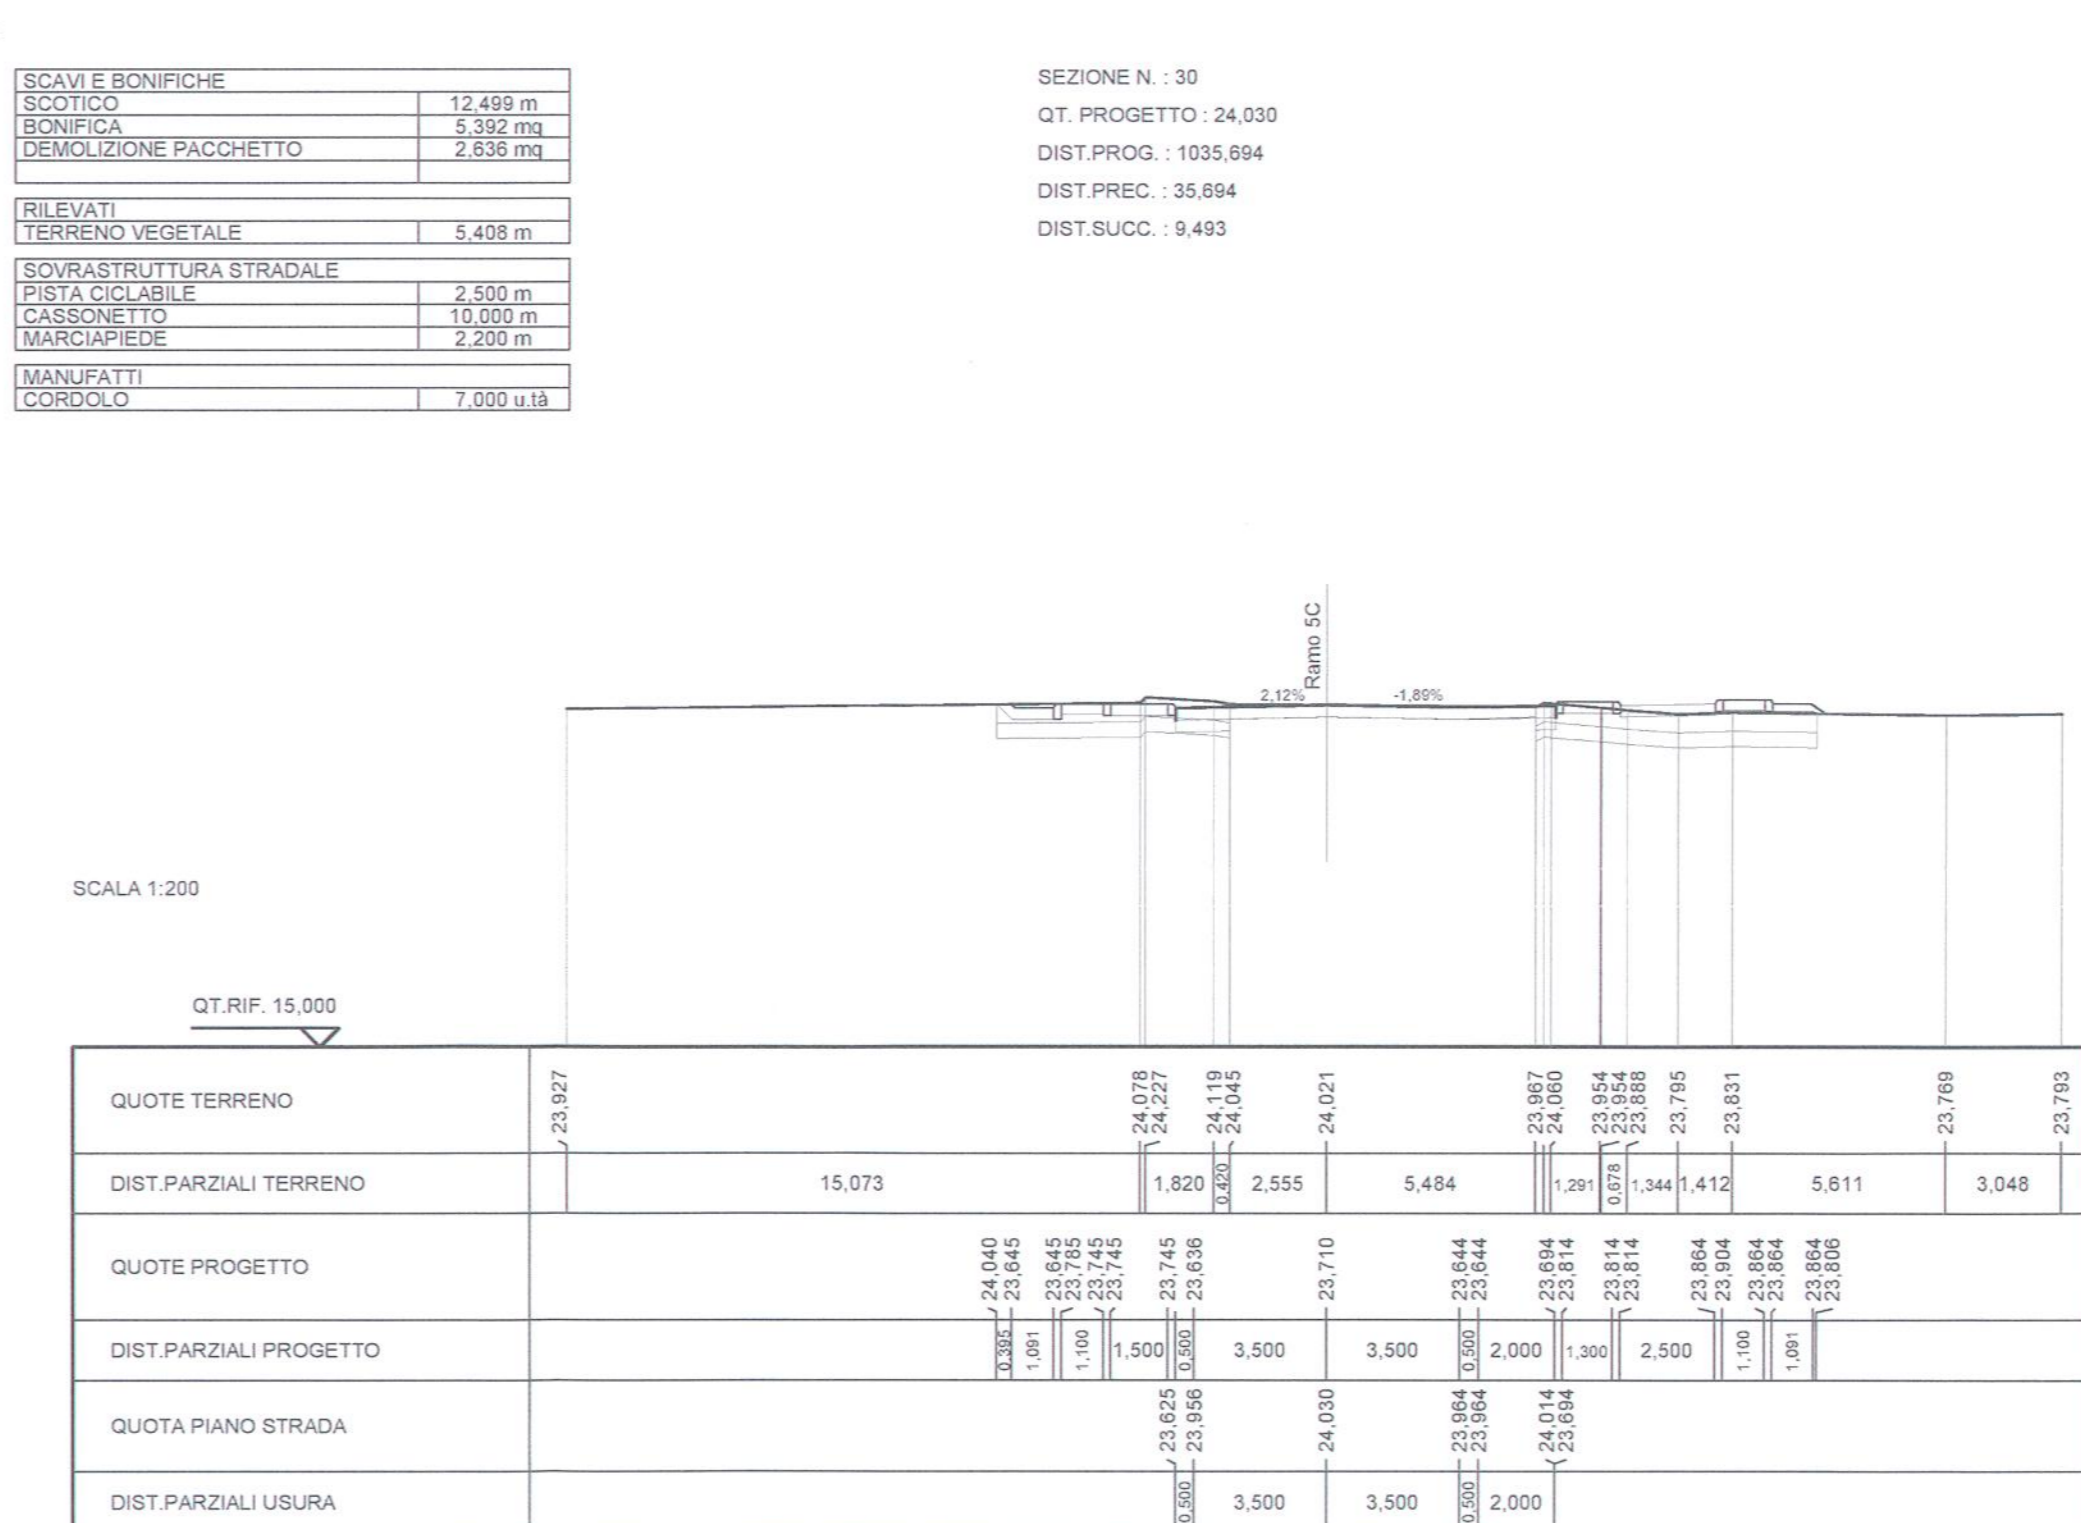 SCAVI E BONIFICHE
SCOTICO 12,499 m
BONIFICA 5,392 mq
DEMOLIZIONE PACCHETTO 2,636 mq
RILEVATI
TERRENO VEGETALE 5,408 m
SOVRASTRUTTURA STRADALE
PISTA CICLABILE 2,500 m
CASSONETTO 10,000 m
MARCIAPIEDE 2,200 m
MANUFATTI
CORDOLO 7,000 u.tà
SEZIONE N. : 30
QT. PROGETTO : 24,030
DIST.PROG. : 1035,694
DIST.PREC. : 35,694
DIST.SUCC. : 9,493
Ramo 5C
2,12% -1,89%
SCALA 1:200
QT.RIF. 15,000
QUOTE TERRENO 23,927 24,078 24,227 24,119 24,045 24,021 23,967 24,060 23,954 23,954 23,888 23,795 23,831 23,769 23,793
DIST.PARZIALI TERRENO 15,073 1,820 0,420 2,555 5,484 1,291 0,678 1,344 1,412 5,611 3,048
QUOTE PROGETTO 24,040 23,645 23,645 23,785 23,745 23,745 23,745 23,636 23,710 23,644 23,644 23,694 23,814 23,814 23,814 23,864 23,904 23,864 23,864 23,864 23,806
DIST.PARZIALI PROGETTO 0,395 1,091 1,100 1,500 0,500 3,500 3,500 0,500 2,000 1,300 2,500 1,100 1,091
QUOTA PIANO STRADA 23,625 23,956 24,030 23,964 23,964 24,014 23,694
DIST.PARZIALI USURA 0,500 3,500 3,500 0,500 2,000